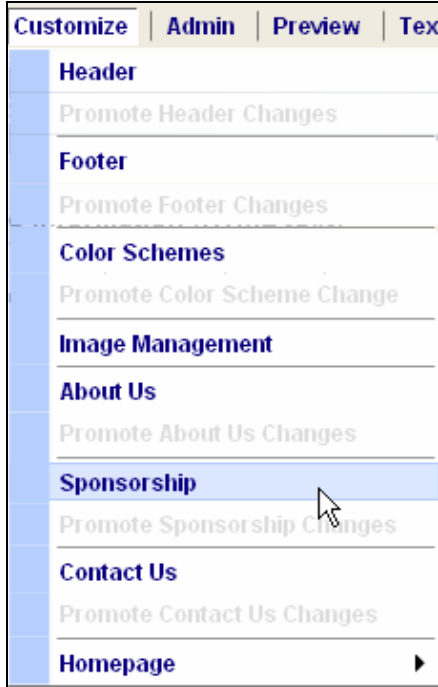 Customize | Admin | Preview | Tex
Header
Promote Header Changes
Footer
Promote Footer Changes
Color Schemes
Promote Color Scheme Change
Image Management
About Us
Promote About Us Changes
Sponsorship
Promote Sponsorship Changes
Contact Us
Promote Contact Us Changes
Homepage